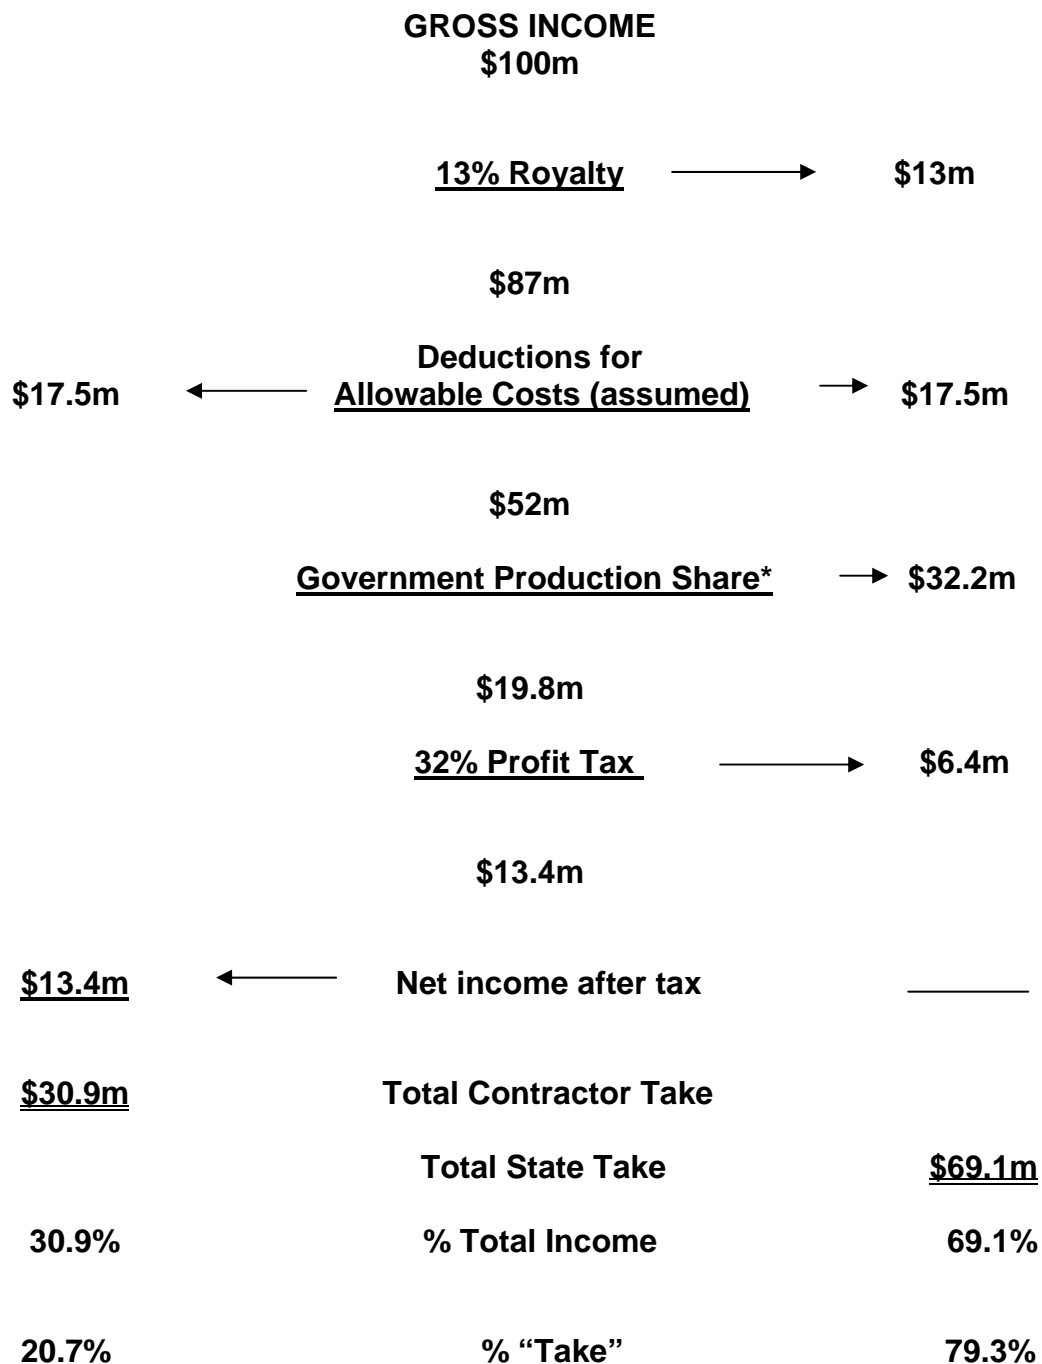 GROSS INCOME
$100m
13% Royalty $13m
$87m
Deductions for
$17.5m Allowable Costs (assumed) $17.5m
$52m
Government Production Share* $32.2m
$19.8m
32% Profit Tax $6.4m
$13.4m
$13.4m Net income after tax
$30.9m Total Contractor Take
Total State Take $69.1m
30.9% % Total Income 69.1%
20.7% % “Take” 79.3%